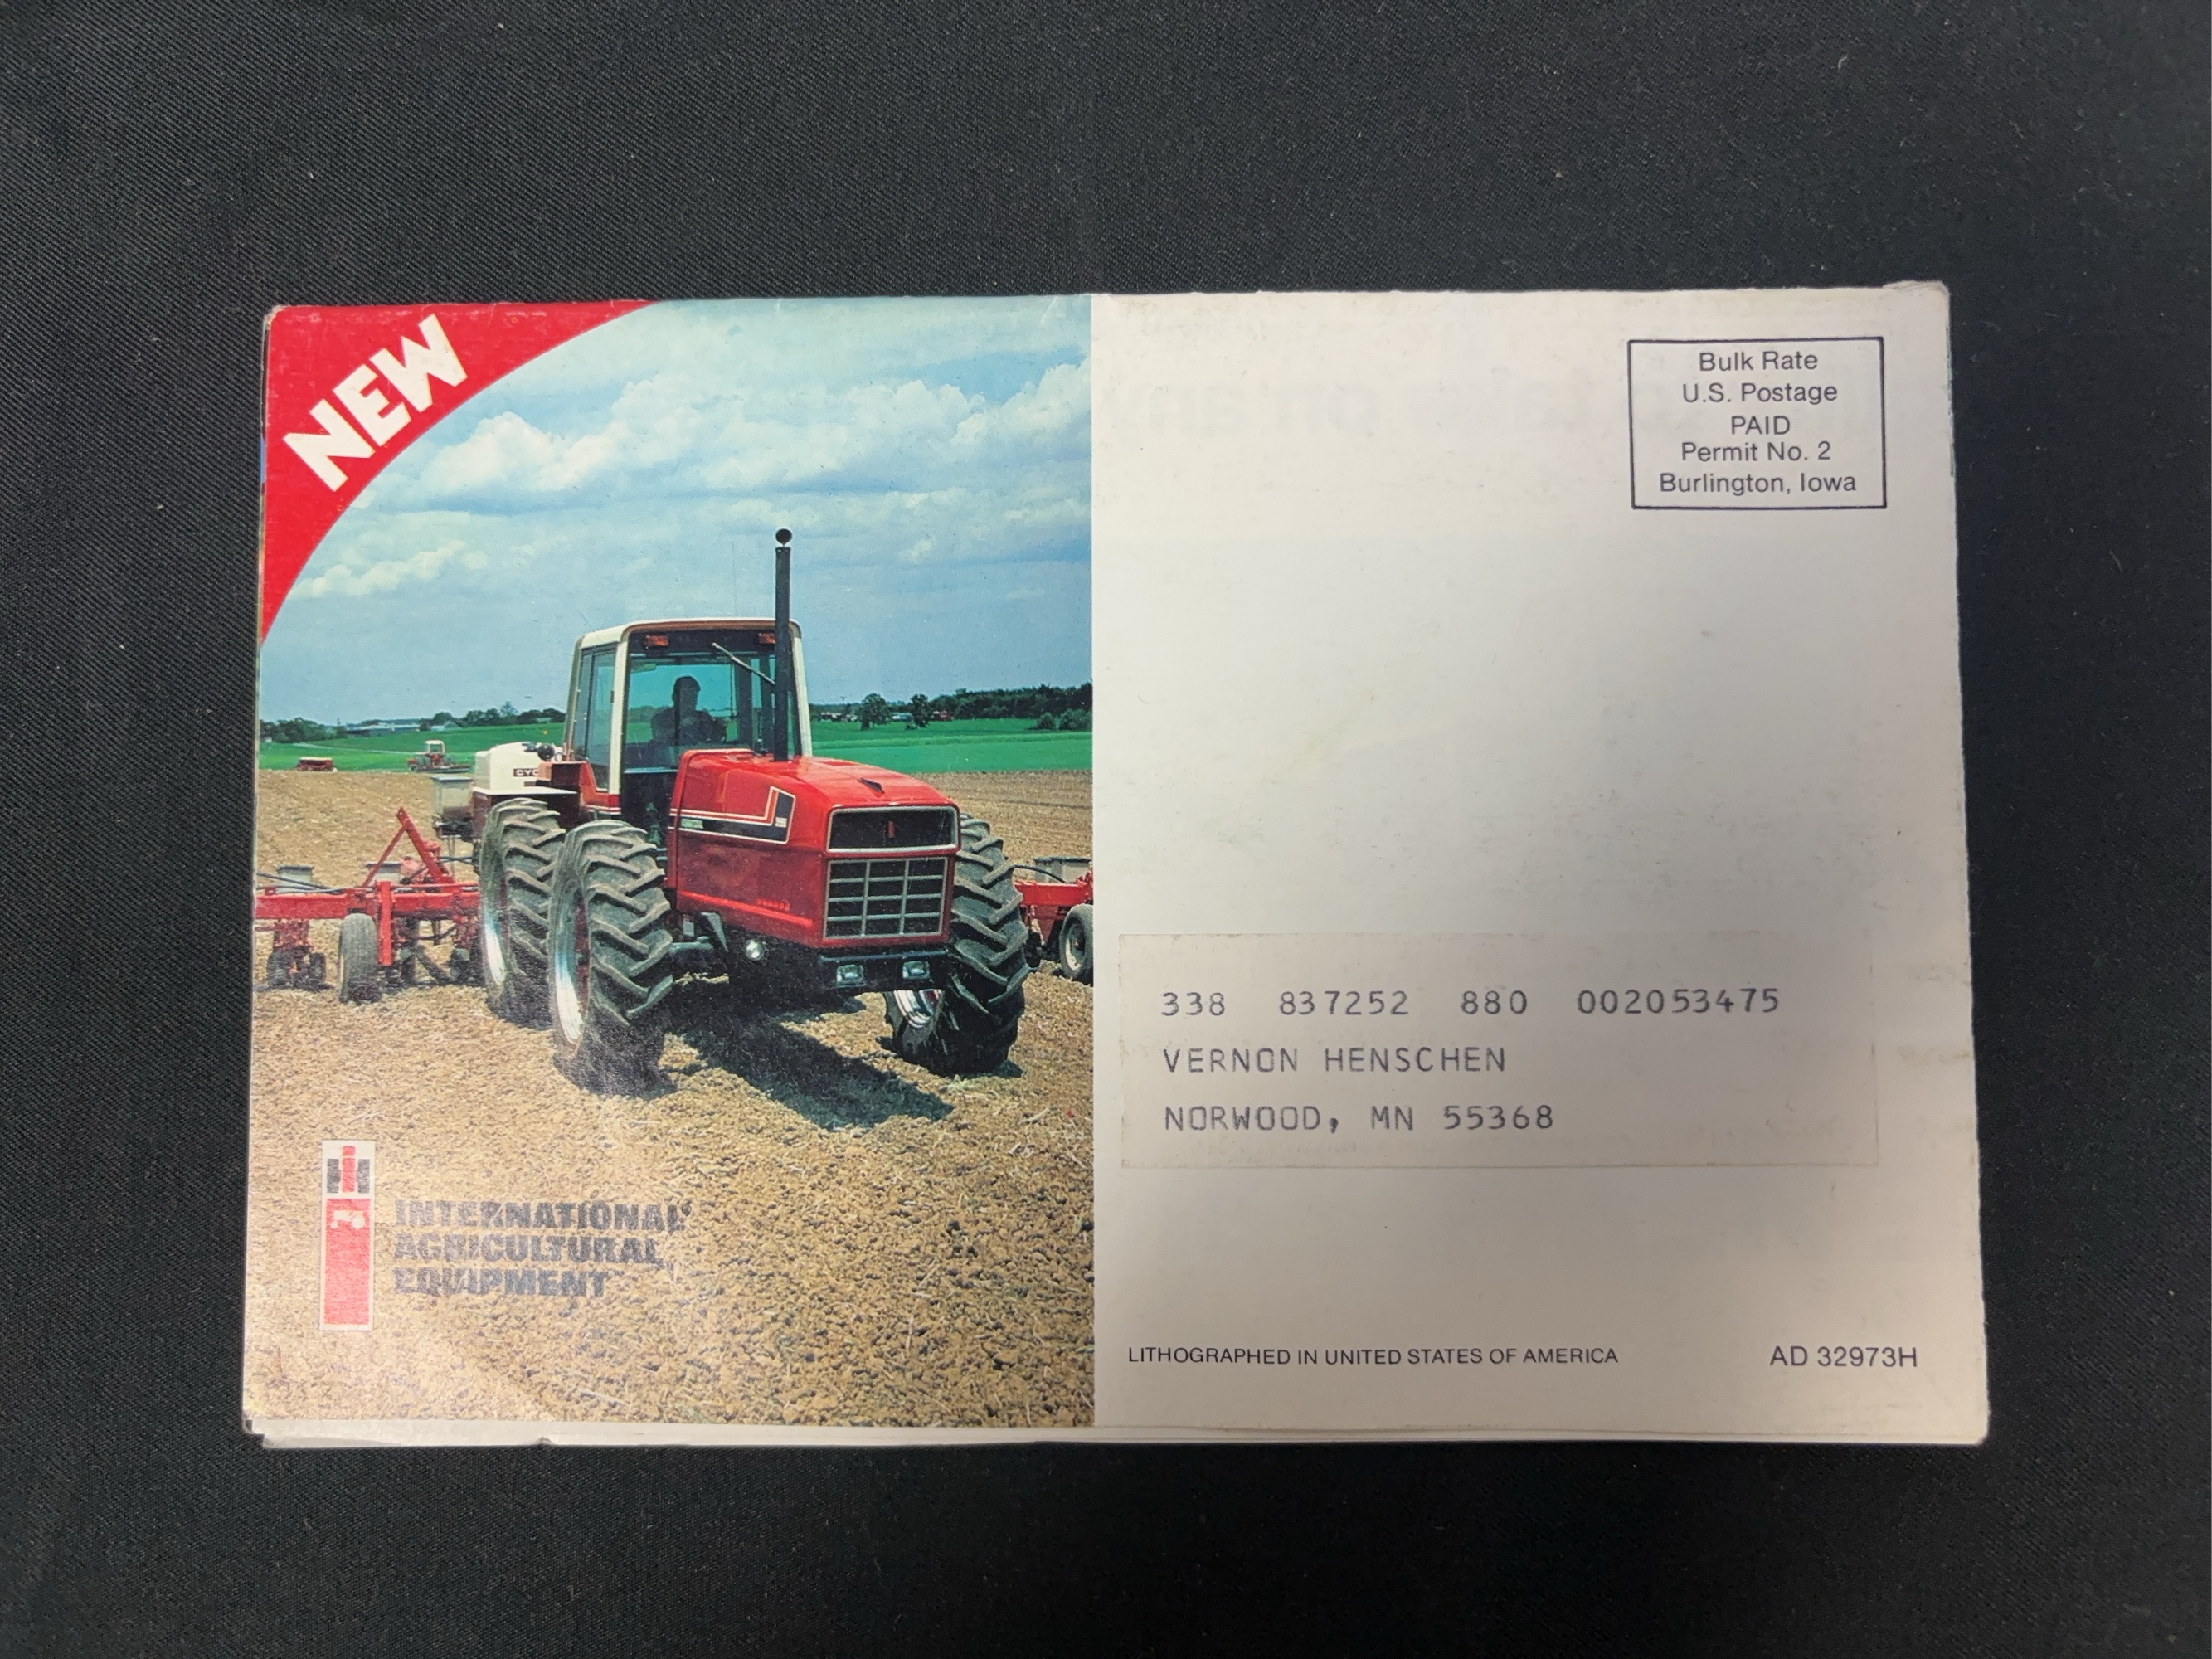 NEW
Bulk Rate
U.S. Postage
PAID
Permit No. 2
Burlington, Iowa
338 837252 880 002053475
VERNON HENSCHEN
NORWOOD, MN 55368
INTERNATIONAL
AGRICULTURAL
EQUIPMENT
LITHOGRAPHED IN UNITED STATES OF AMERICA
AD 32973H